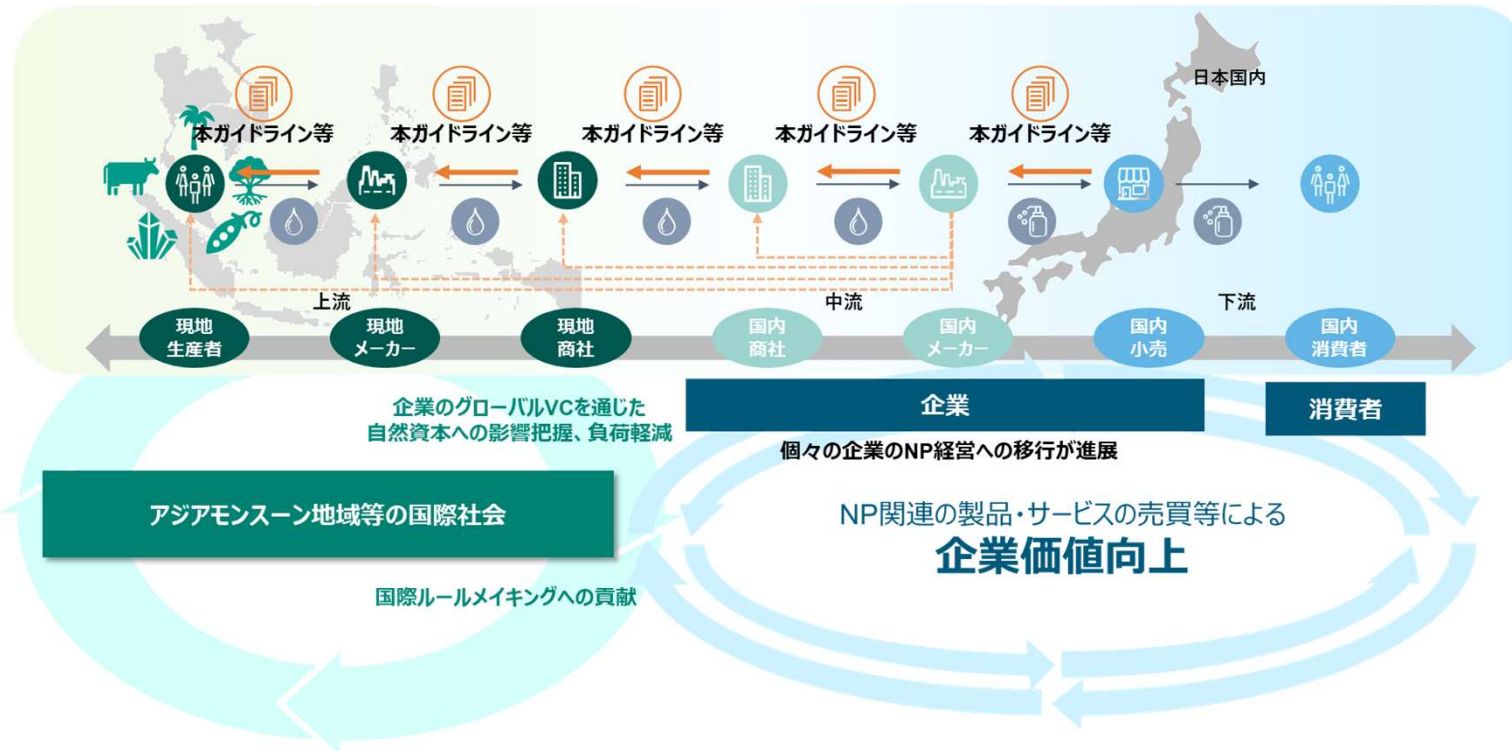 日本国内
本ガイドライン等
本ガイドライン等
本ガイドライン等
本ガイドライン等
本ガイドライン等
上流
中流
下流
現地
生産者
現地
メーカー
現地
商社
国内
商社
国内
メーカー
国内
小売
国内
消費者
企業のグローバルVCを通じた
自然資本への影響把握、負荷軽減
企業
消費者
個々の企業のNP経営への移行が進展
アジアモンスーン地域等の国際社会
NP関連の製品・サービスの売買等による
企業価値向上
国際ルールメイキングへの貢献